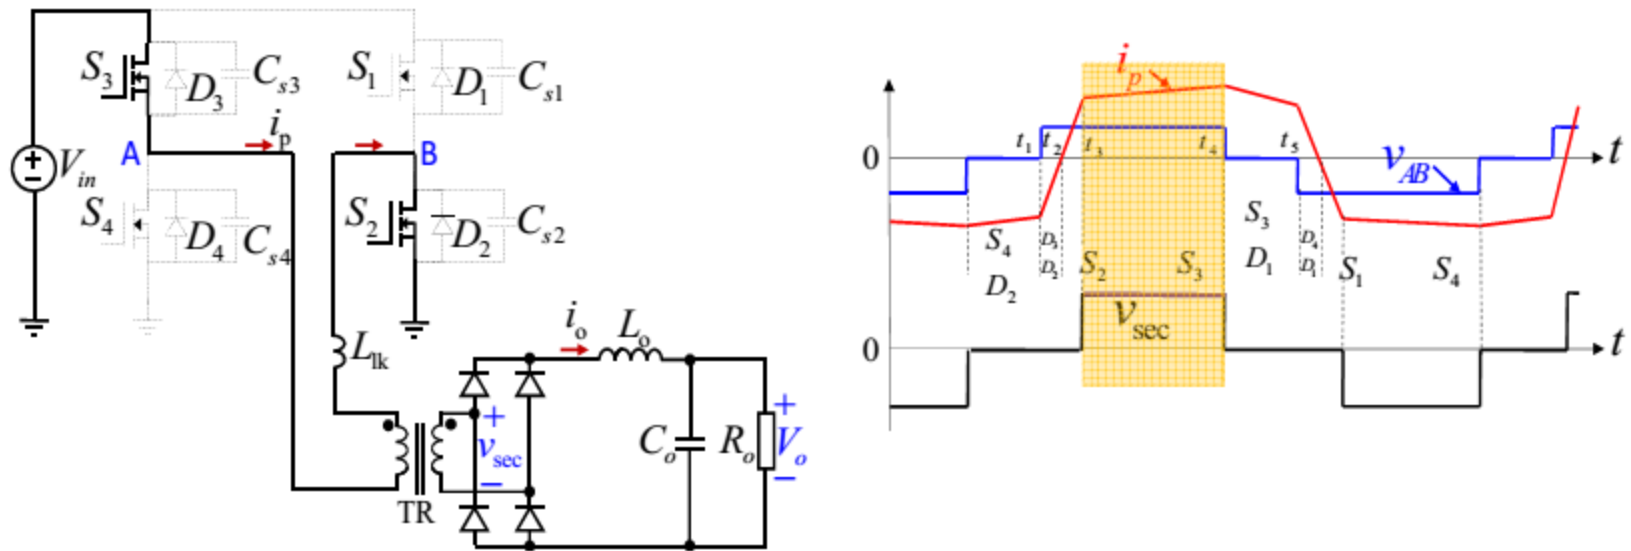 S3 D3 Cs3 S1 D1 Cs1
A ip B
Vin
S4 D4 Cs4 S2 D2 Cs2
Llk
io Lo
+ vsec −
Co Ro + Vo −
TR
ip
0 t1 t2 t3 t4 t5 vAB t
S4 D2
D3 D2
S2 S3
S3 D1
D4 D1
S1 S4
vsec
0 t